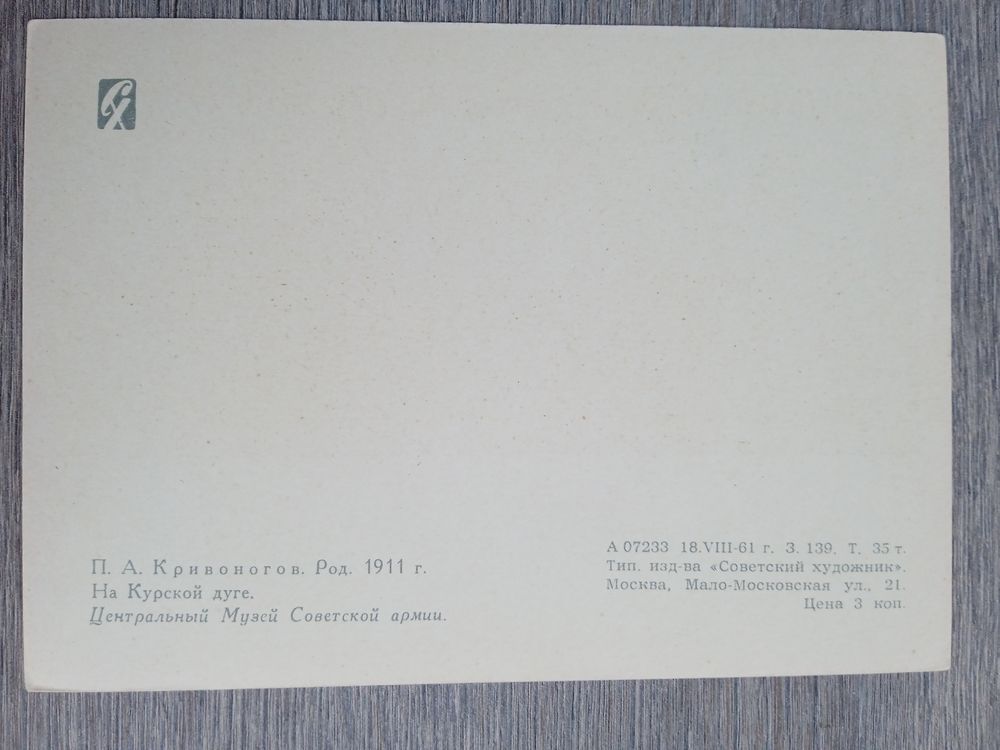 СХ
П. А. Кривоногов. Род. 1911 г.
На Курской дуге.
Центральный Музей Советской армии.
А 07233 18.VIII-61 г. З. 139. Т. 35 т.
Тип. изд-ва «Советский художник».
Москва, Мало-Московская ул., 21.
Цена 3 коп.